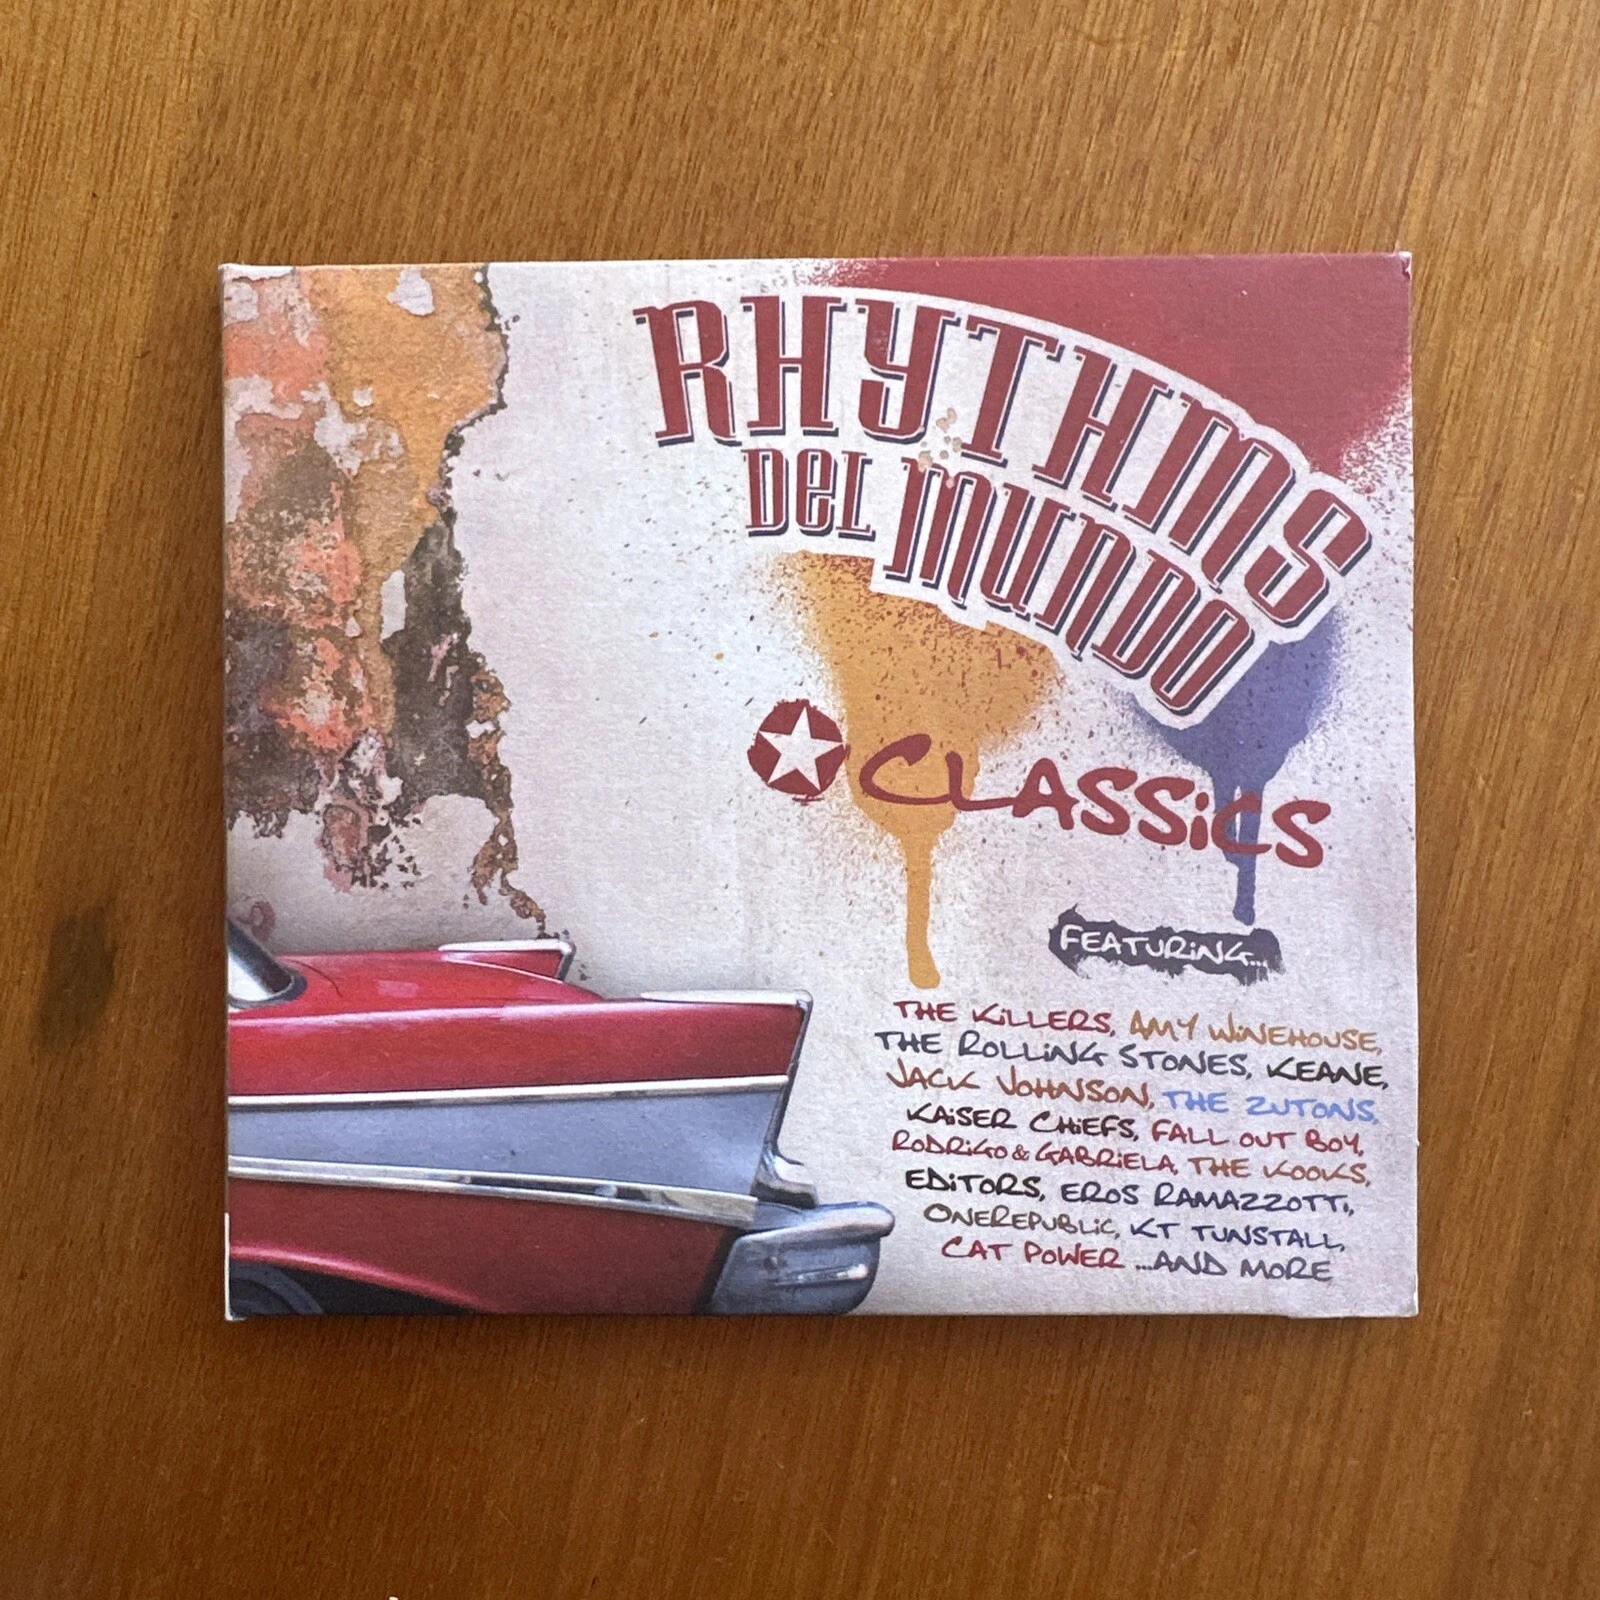 RHYTHMS
DEL MUNDO
CLASSICS
FEATURING...
THE KILLERS, AMY WINEHOUSE,
THE ROLLING STONES, KEANE,
JACK JOHNSON, THE ZUTONS,
KAISER CHIEFS, FALL OUT BOY,
RODRIGO & GABRIELA, THE KOOKS,
EDITORS, EROS RAMAZZOTTI,
ONEREPUBLIC, KT TUNSTALL,
CAT POWER ...AND MORE